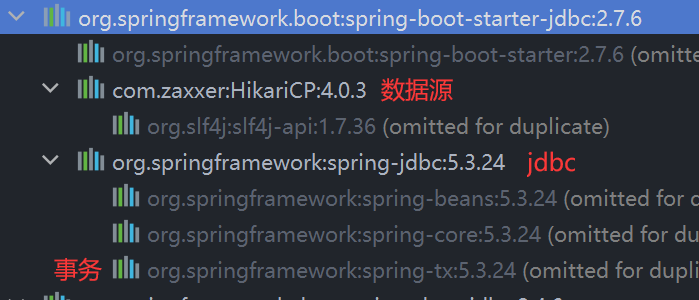 org.springframework.boot:spring-boot-starter-jdbc:2.7.6
org.springframework.boot:spring-boot-starter:2.7.6 (omitte
com.zaxxer:HikariCP:4.0.3 数据源
org.slf4j:slf4j-api:1.7.36 (omitted for duplicate)
org.springframework:spring-jdbc:5.3.24 jdbc
org.springframework:spring-beans:5.3.24 (omitted for d
org.springframework:spring-core:5.3.24 (omitted for du
事务 org.springframework:spring-tx:5.3.24 (omitted for dupli